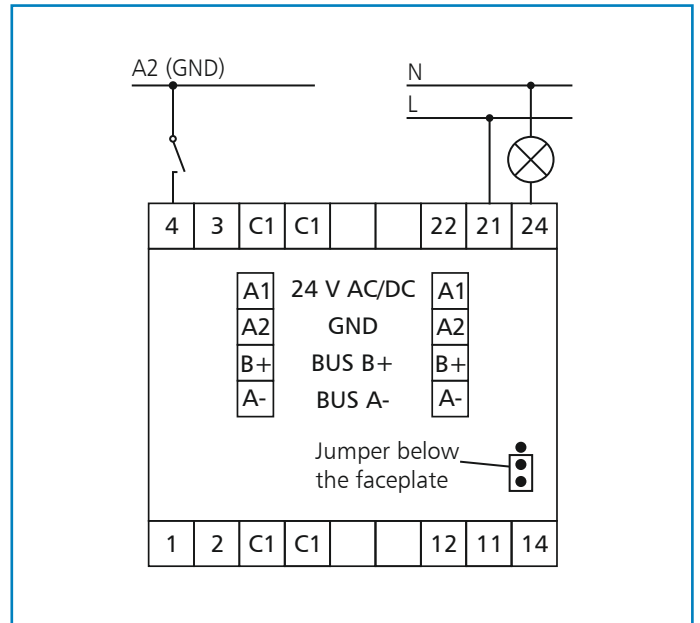 A2 (GND)
N
L
4 3 C1 C1 22 21 24
A1 24 V AC/DC A1
A2 GND A2
B+ BUS B+ B+
A- BUS A- A-
Jumper below
the faceplate
1 2 C1 C1 12 11 14